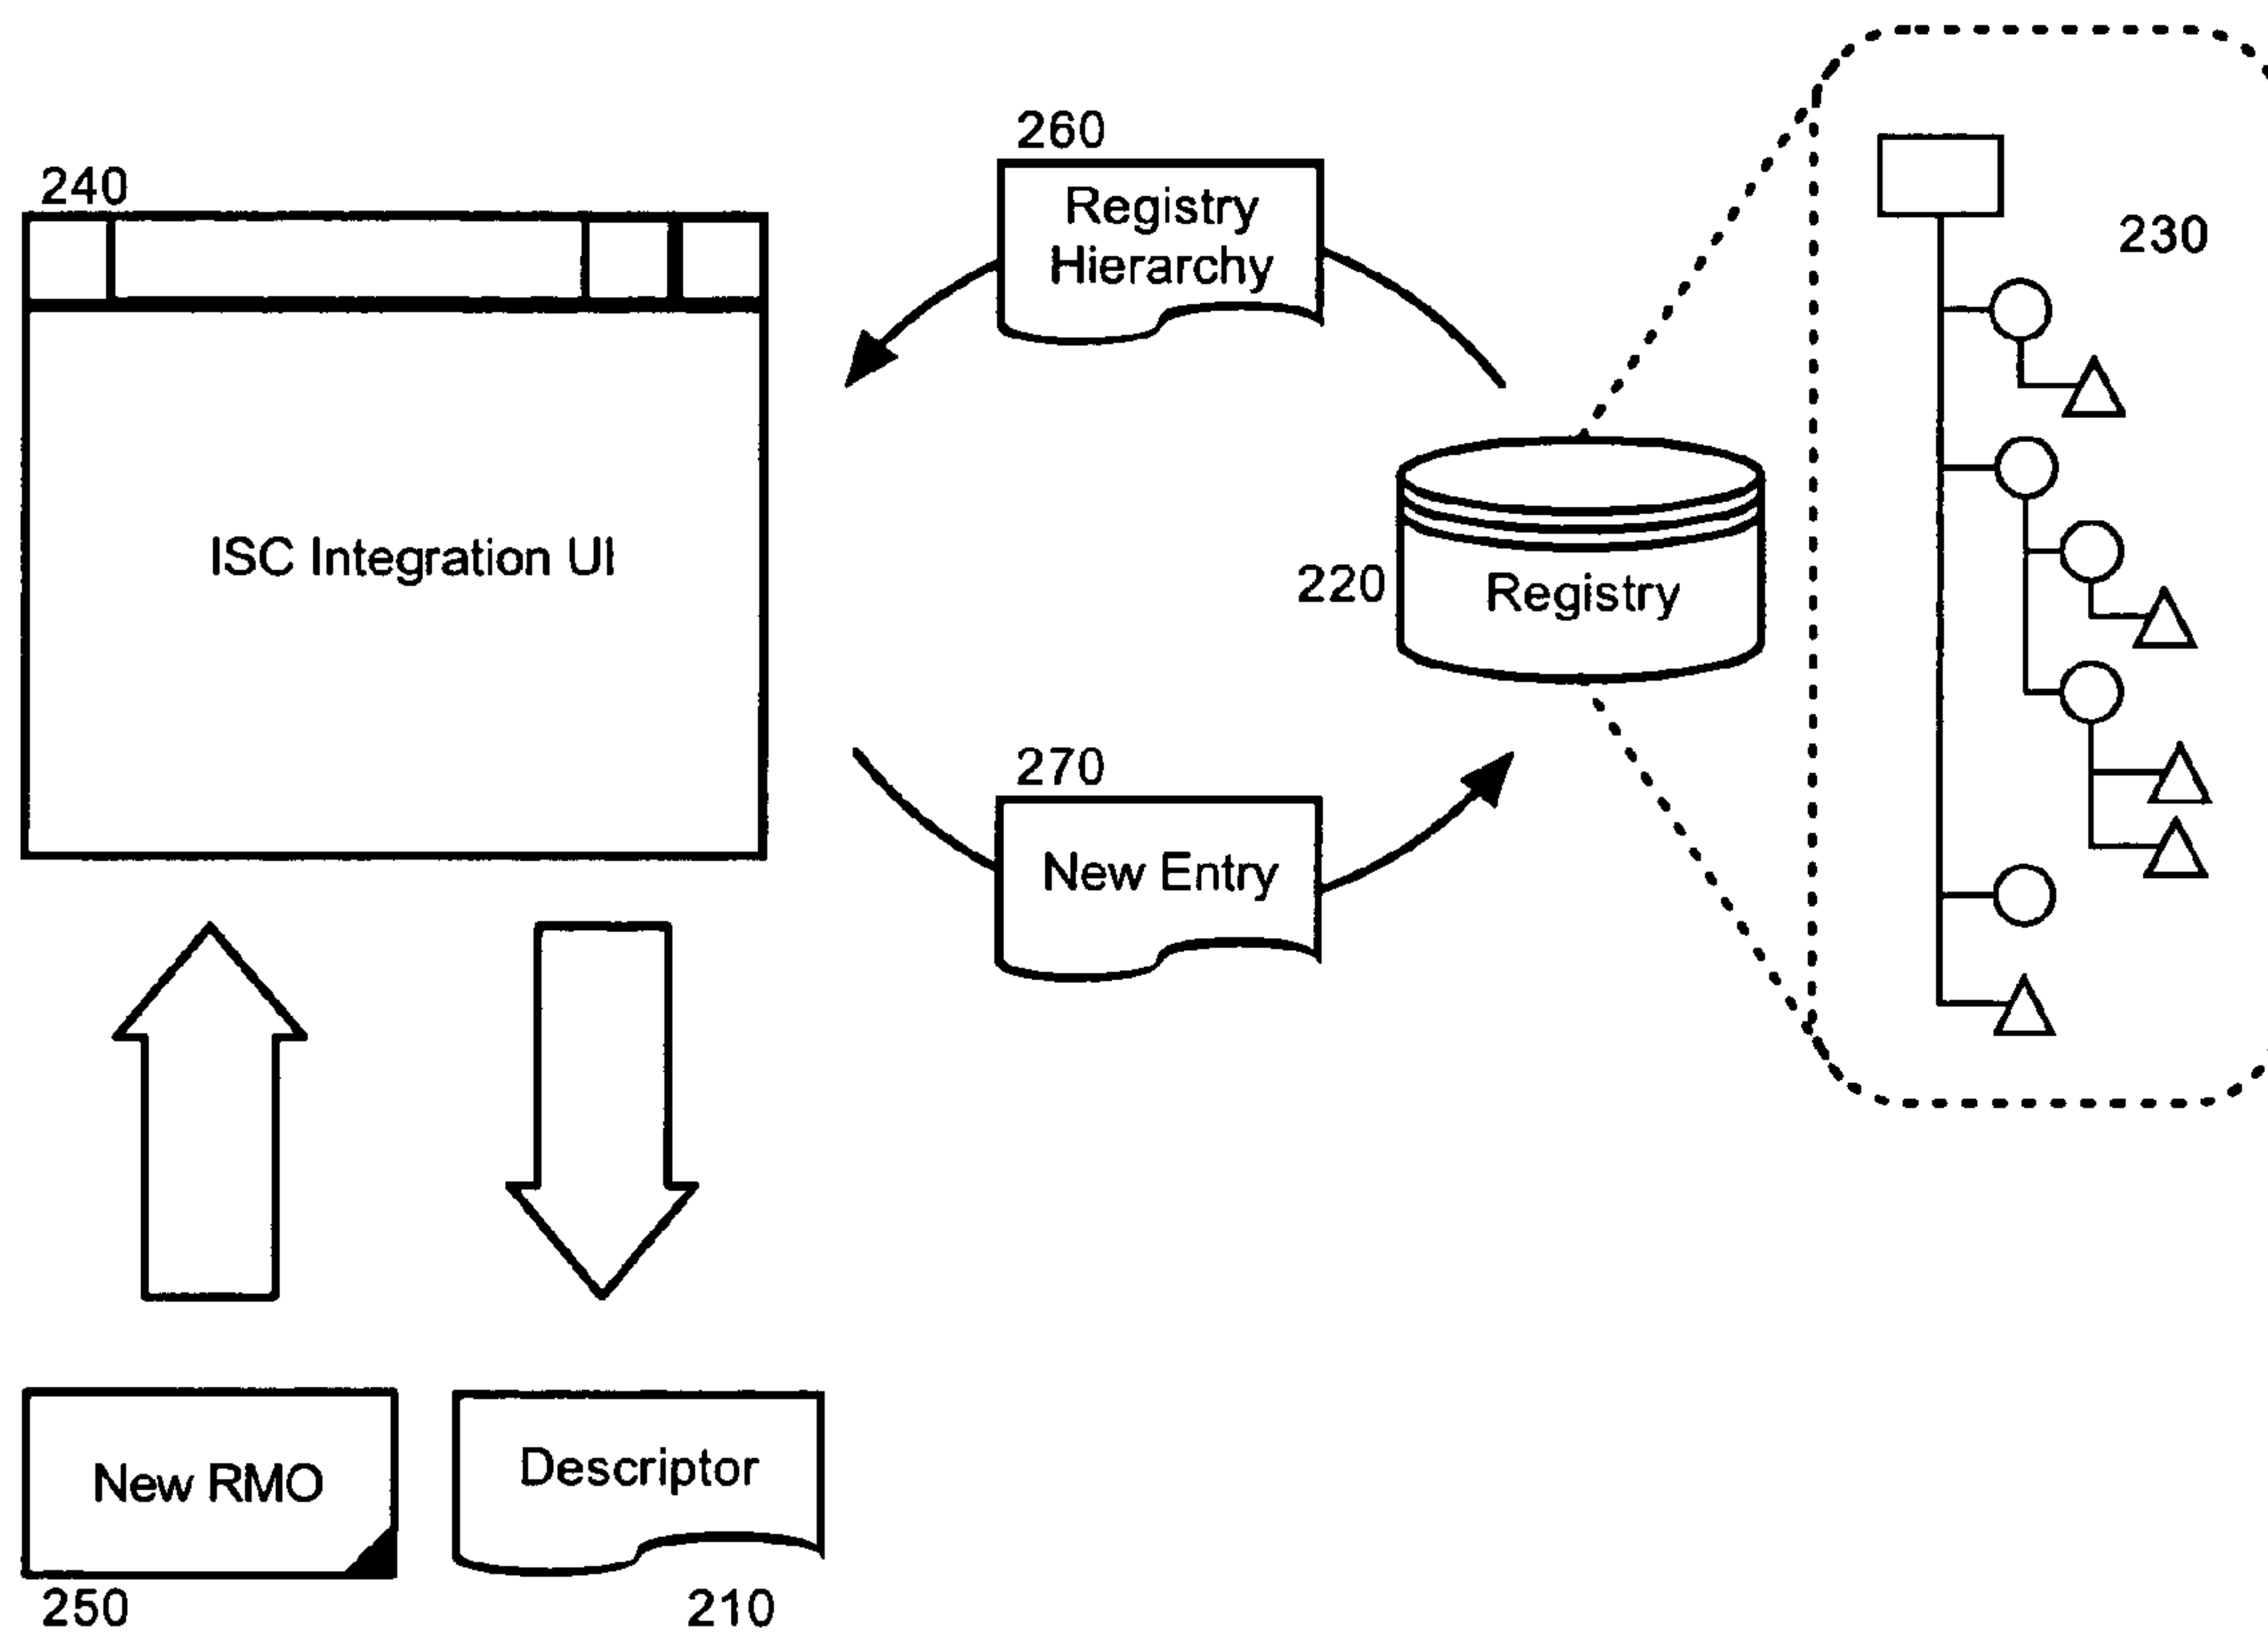 260
Registry
Hierarchy
240
230
ISC Integration UI
220
Registry
270
New Entry
New RMO
Descriptor
250
210